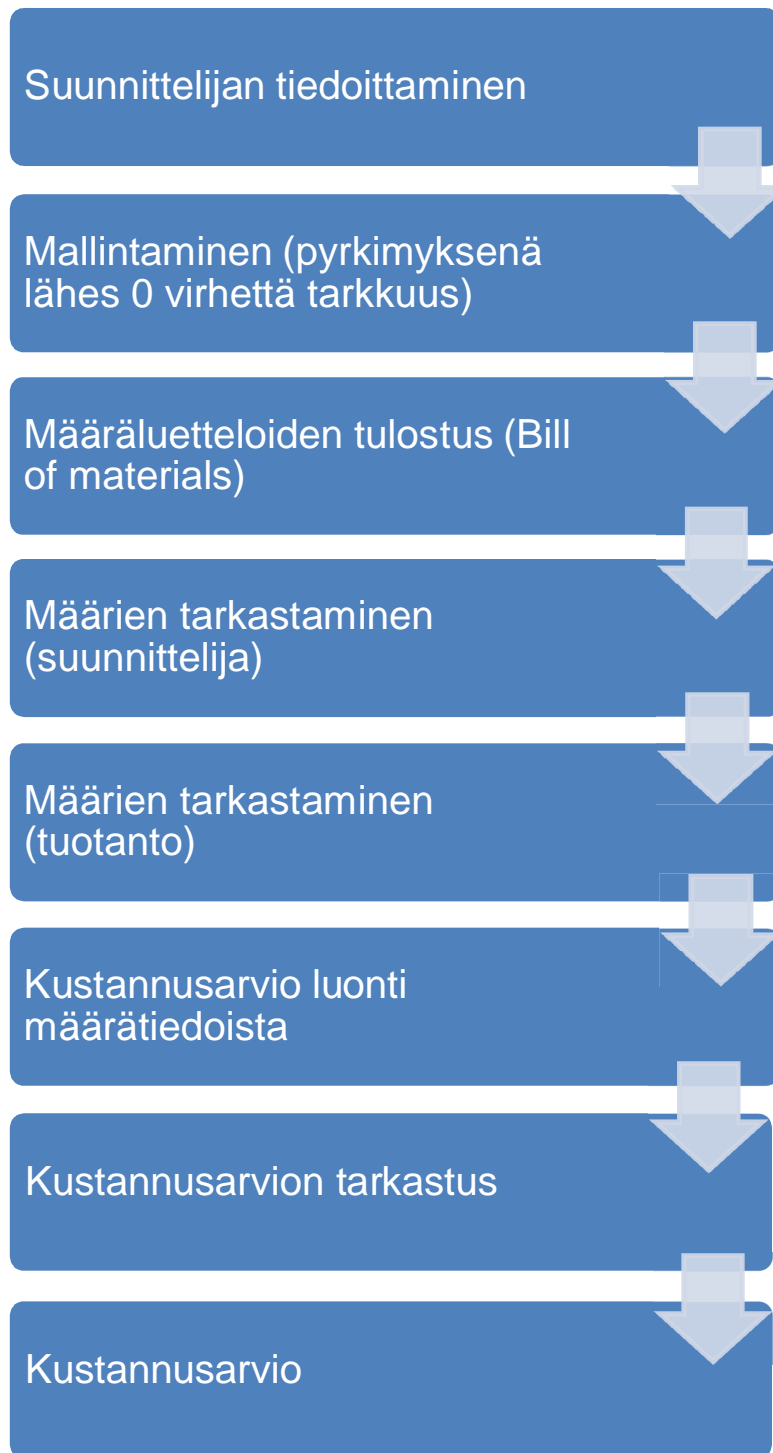 Suunnittelijan tiedoittaminen
Mallintaminen (pyrkimyksenä
lähes 0 virhettä tarkkuus)
Määräluetteloiden tulostus (Bill
of materials)
Määrien tarkastaminen
(suunnittelija)
Määrien tarkastaminen
(tuotanto)
Kustannusarvio luonti
määrätiedoista
Kustannusarvion tarkastus
Kustannusarvio